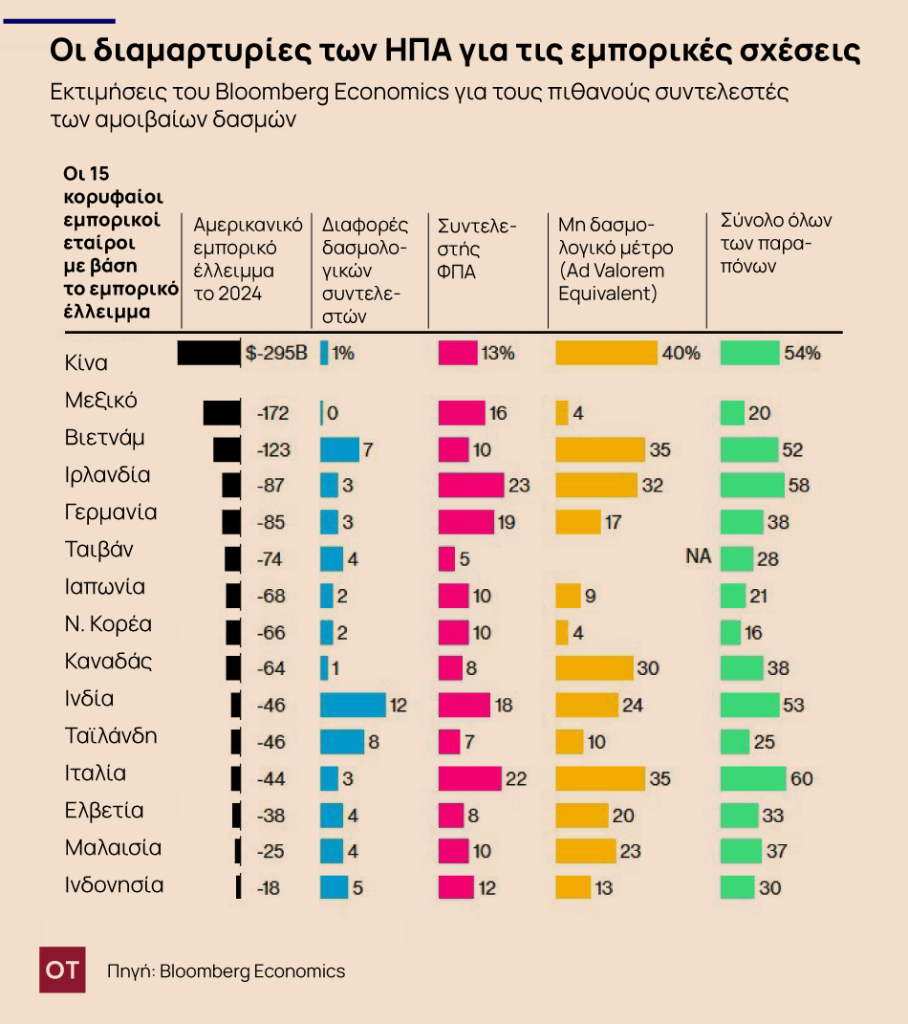 Οι διαμαρτυρίες των ΗΠΑ για τις εμπορικές σχέσεις
Εκτιμήσεις του Bloomberg Economics για τους πιθανούς συντελεστές
των αμοιβαίων δασμών
Οι 15
κορυφαίοι
εμπορικοί
εταίροι
με βάση
το εμπορικό
έλλειμμα
Αμερικανικό
εμπορικό
έλλειμμα
το 2024
Διαφορές
δασμολο-
γικών
συντελε-
στών
Συντελε-
στής
ΦΠΑ
Μη δασμο-
λογικό μέτρο
(Ad Valorem
Equivalent)
Σύνολο όλων
των παρα-
πόνων
Κίνα $-295B 1% 13% 40% 54%
Μεξικό -172 0 16 4 20
Βιετνάμ -123 7 10 35 52
Ιρλανδία -87 3 23 32 58
Γερμανία -85 3 19 17 38
Ταιβάν -74 4 5 NA 28
Ιαπωνία -68 2 10 9 21
Ν. Κορέα -66 2 10 4 16
Καναδάς -64 1 8 30 38
Ινδία -46 12 18 24 53
Ταϊλάνδη -46 8 7 10 25
Ιταλία -44 3 22 35 60
Ελβετία -38 4 8 20 33
Μαλαισία -25 4 10 23 37
Ινδονησία -18 5 12 13 30
OT Πηγή: Bloomberg Economics